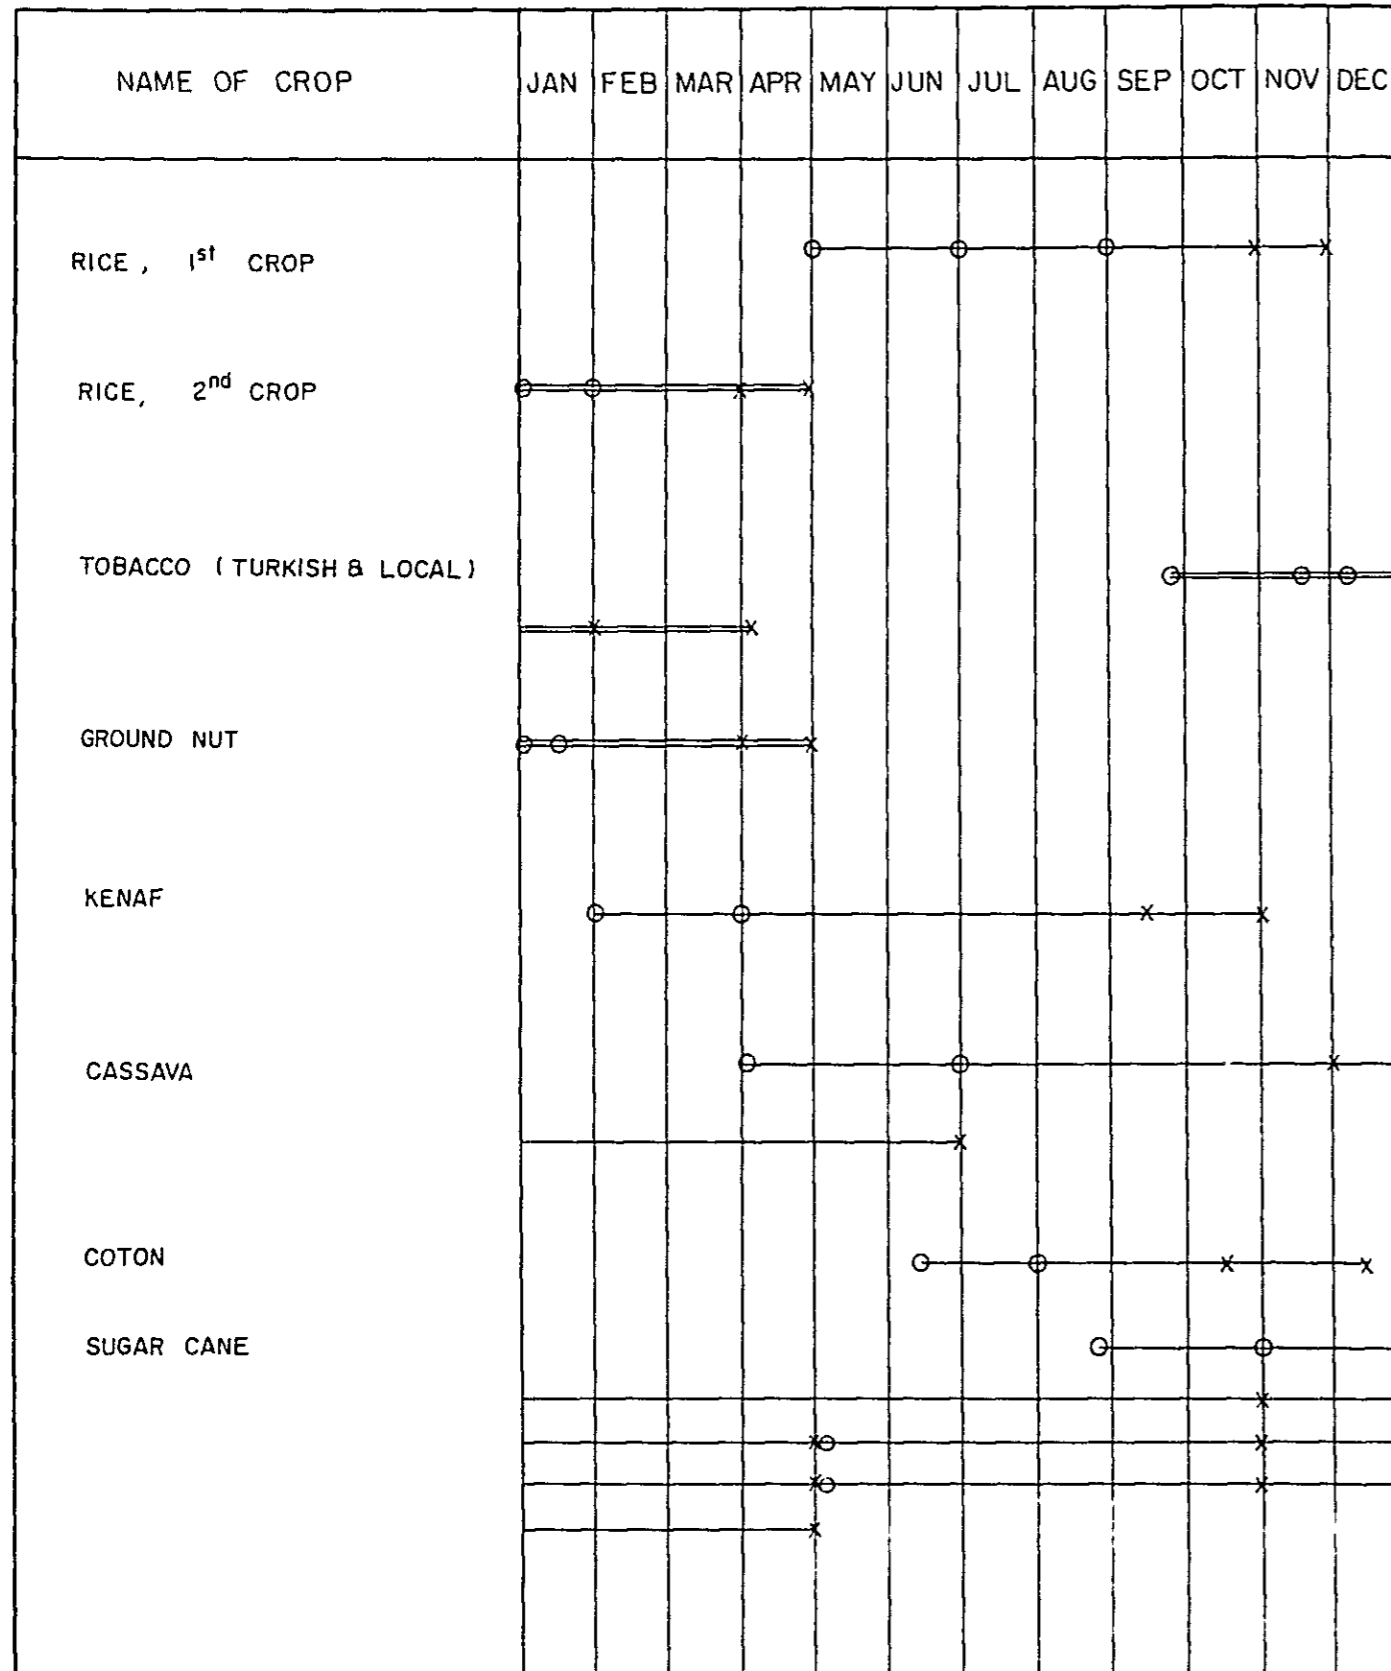 NAME OF CROP JAN FEB MAR APR MAY JUN JUL AUG SEP OCT NOV DEC
RICE, 1st CROP
RICE, 2nd CROP
TOBACCO (TURKISH & LOCAL)
GROUND NUT
KENAF
CASSAVA
COTON
SUGAR CANE